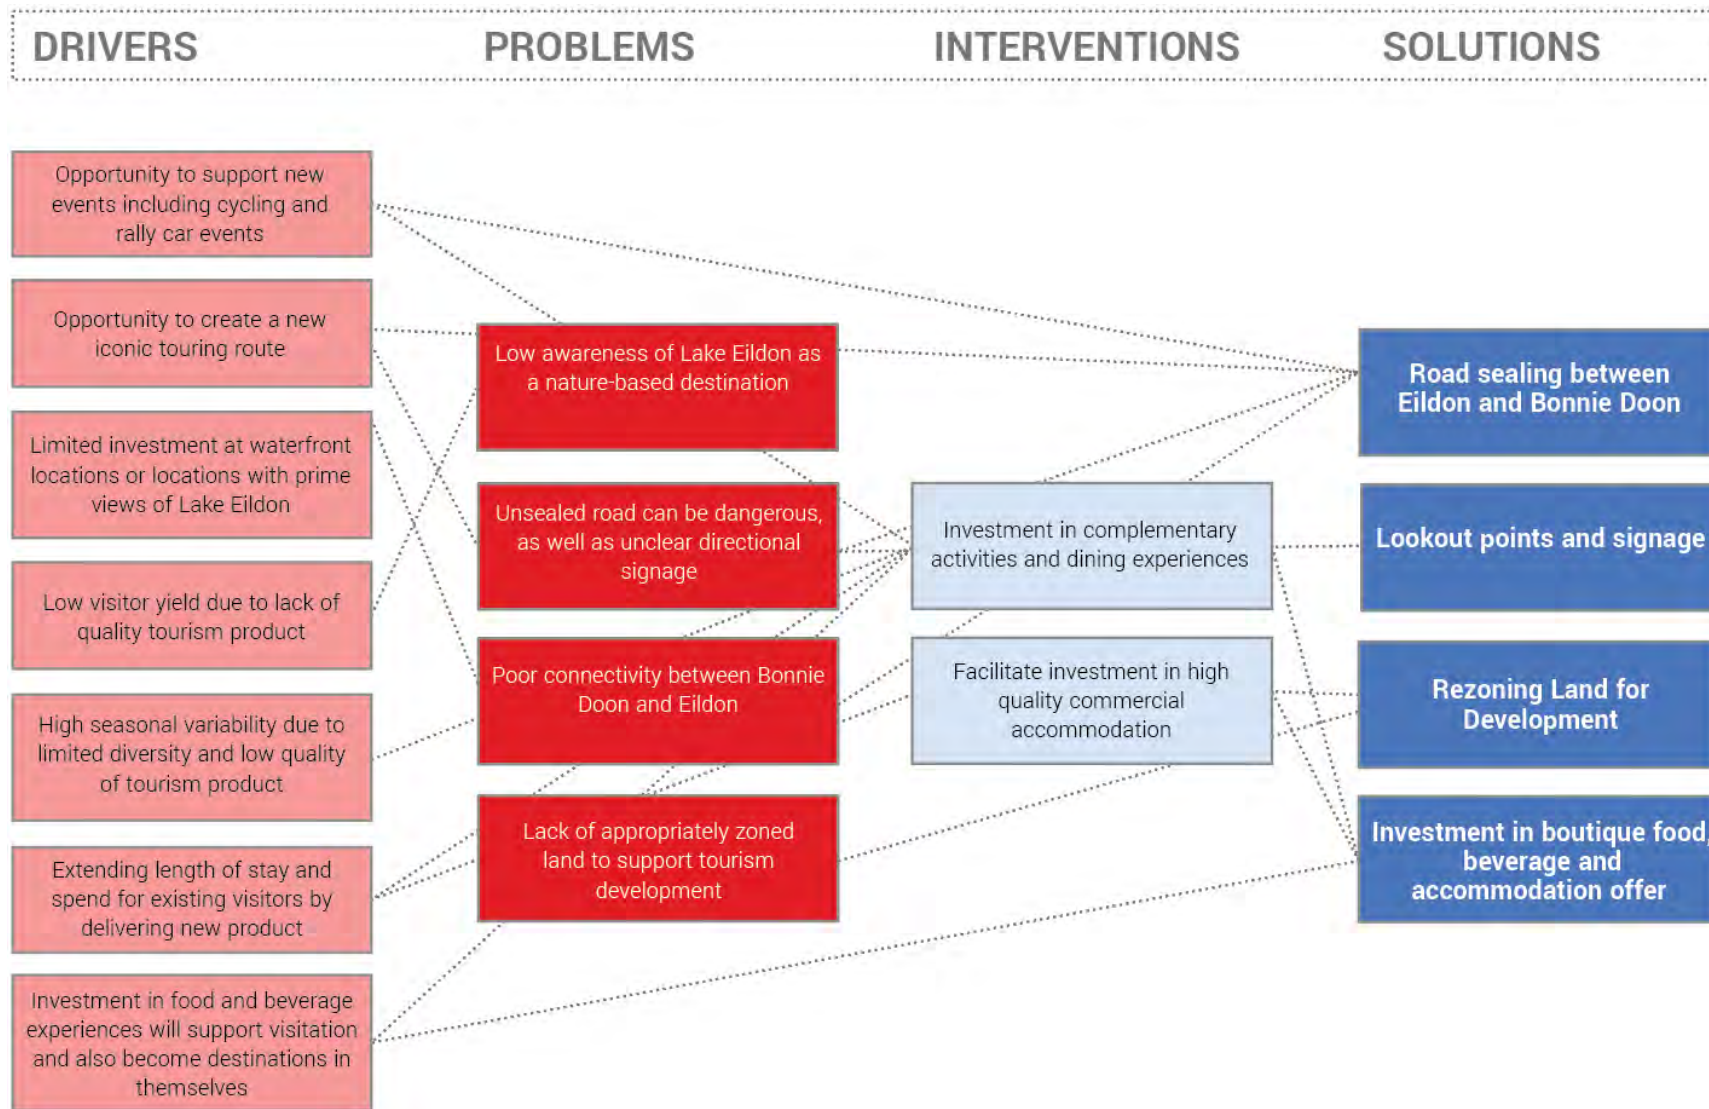 DRIVERS
PROBLEMS
INTERVENTIONS
SOLUTIONS
Opportunity to support new
events including cycling and
rally car events
Opportunity to create a new
iconic touring route
Limited investment at waterfront
locations or locations with prime
views of Lake Eildon
Low visitor yield due to lack of
quality tourism product
High seasonal variability due to
limited diversity and low quality
of tourism product
Extending length of stay and
spend for existing visitors by
delivering new product
Investment in food and beverage
experiences will support visitation
and also become destinations in
themselves
Low awareness of Lake Eildon as
a nature-based destination
Unsealed road can be dangerous,
as well as unclear directional
signage
Poor connectivity between Bonnie
Doon and Eildon
Lack of appropriately zoned
land to support tourism
development
Investment in complementary
activities and dining experiences
Facilitate investment in high
quality commercial
accommodation
Road sealing between
Eildon and Bonnie Doon
Lookout points and signage
Rezoning Land for
Development
Investment in boutique food,
beverage and
accommodation offer